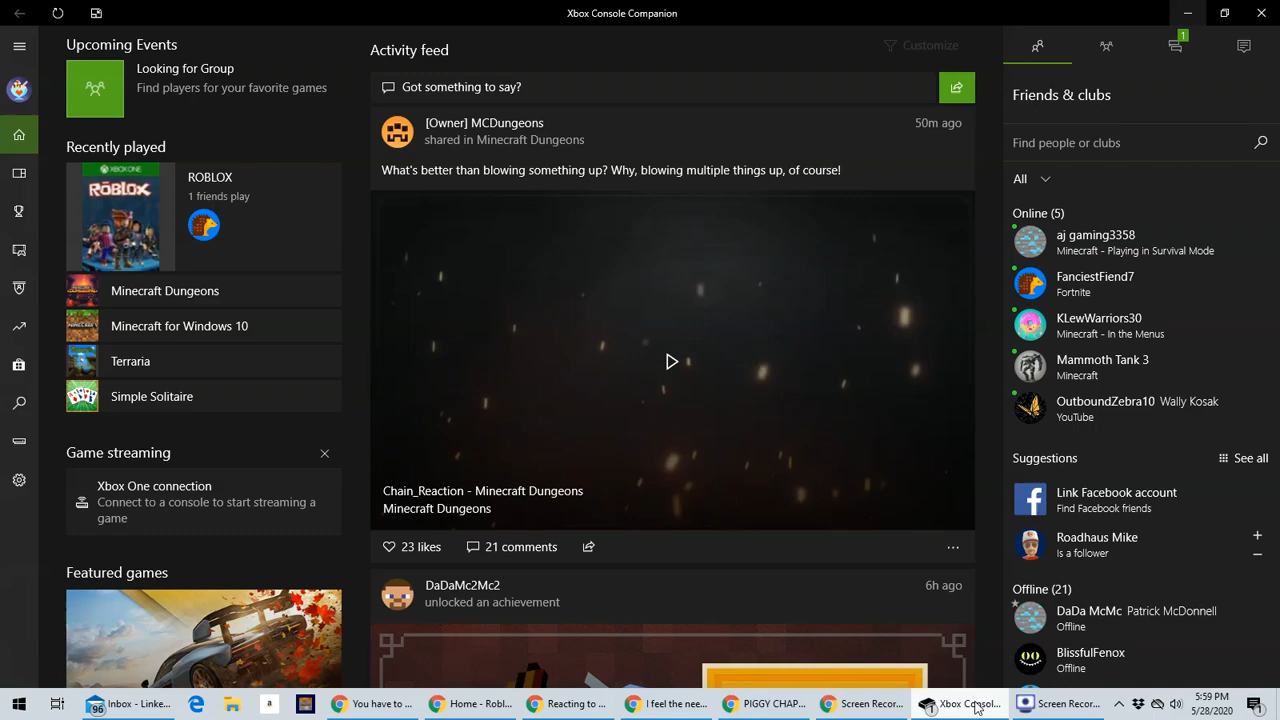 Xbox Console Companion
Upcoming Events
Looking for Group
Find players for your favorite games
Recently played
XBOX ONE
ROBLOX
ROBLOX
1 friends play
Minecraft Dungeons
Minecraft for Windows 10
Terraria
Simple Solitaire
Game streaming
Xbox One connection
Connect to a console to start streaming a
game
Featured games
Activity feed
Customize
Got something to say?
[Owner] MCDungeons
50m ago
shared in Minecraft Dungeons
What's better than blowing something up? Why, blowing multiple things up, of course!
Chain_Reaction - Minecraft Dungeons
Minecraft Dungeons
23 likes
21 comments
DaDaMc2Mc2
6h ago
unlocked an achievement
1
Friends & clubs
Find people or clubs
All
Online (5)
aj gaming3358
Minecraft - Playing in Survival Mode
FanciestFiend7
Fortnite
KLewWarriors30
Minecraft - In the Menus
Mammoth Tank 3
Minecraft
OutboundZebra10 Wally Kosak
YouTube
Suggestions
See all
Link Facebook account
Find Facebook friends
Roadhaus Mike
Is a follower
Offline (21)
DaDa McMc Patrick McDonnell
Offline
BlissfulFenox
Offline
96
Inbox - Linke...
a
You have to ...
Home - Robl...
Reacting to ...
I feel the nee...
PIGGY CHAP...
Screen Recor...
1
Xbox Consol...
Screen Recor...
5:59 PM
5/28/2020
1